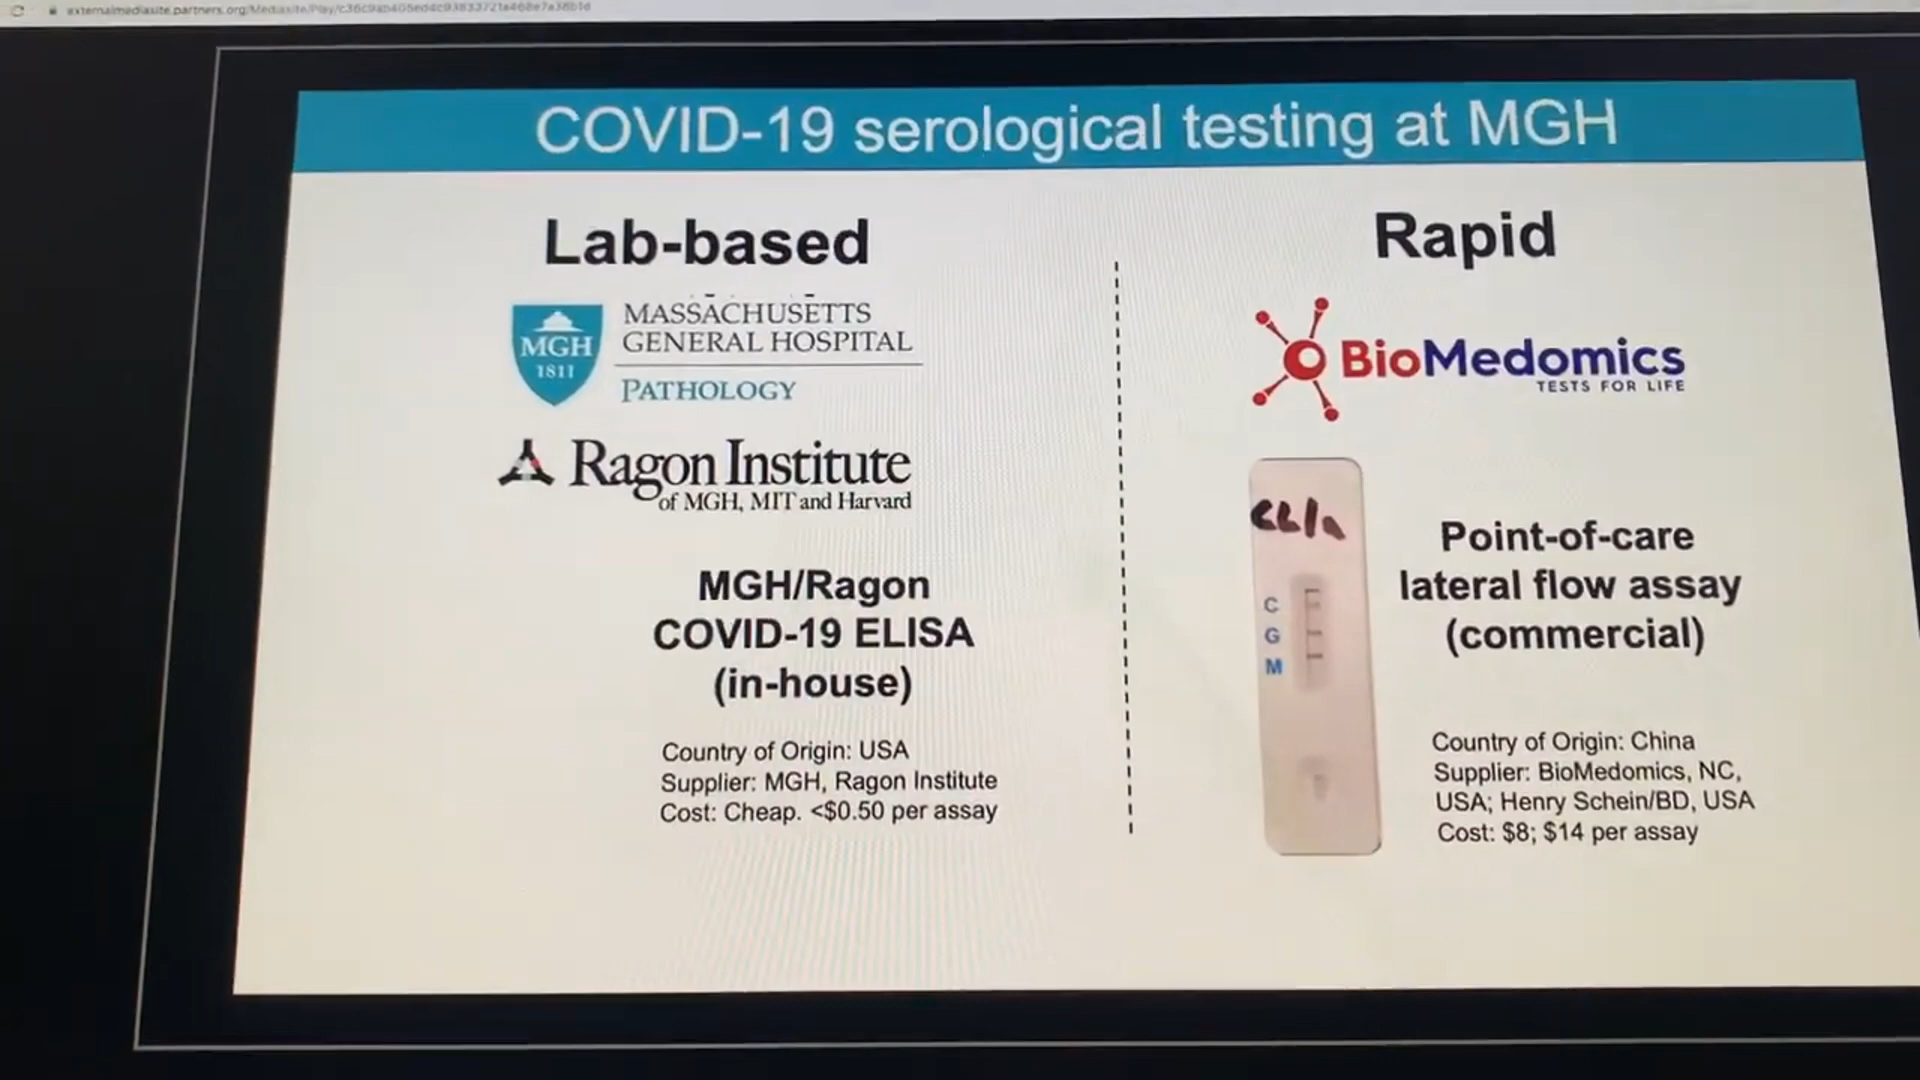 COVID-19 serological testing at MGH
Lab-based
MGH
1811
MASSACHUSETTS
GENERAL HOSPITAL
PATHOLOGY
Ragon Institute
of MGH, MIT and Harvard
MGH/Ragon
COVID-19 ELISA
(in-house)
Country of Origin: USA
Supplier: MGH, Ragon Institute
Cost: Cheap. <$0.50 per assay
Rapid
BioMedomics
TESTS FOR LIFE
C
G
M
Point-of-care
lateral flow assay
(commercial)
Country of Origin: China
Supplier: BioMedomics, NC,
USA; Henry Schein/BD, USA
Cost: $8; $14 per assay